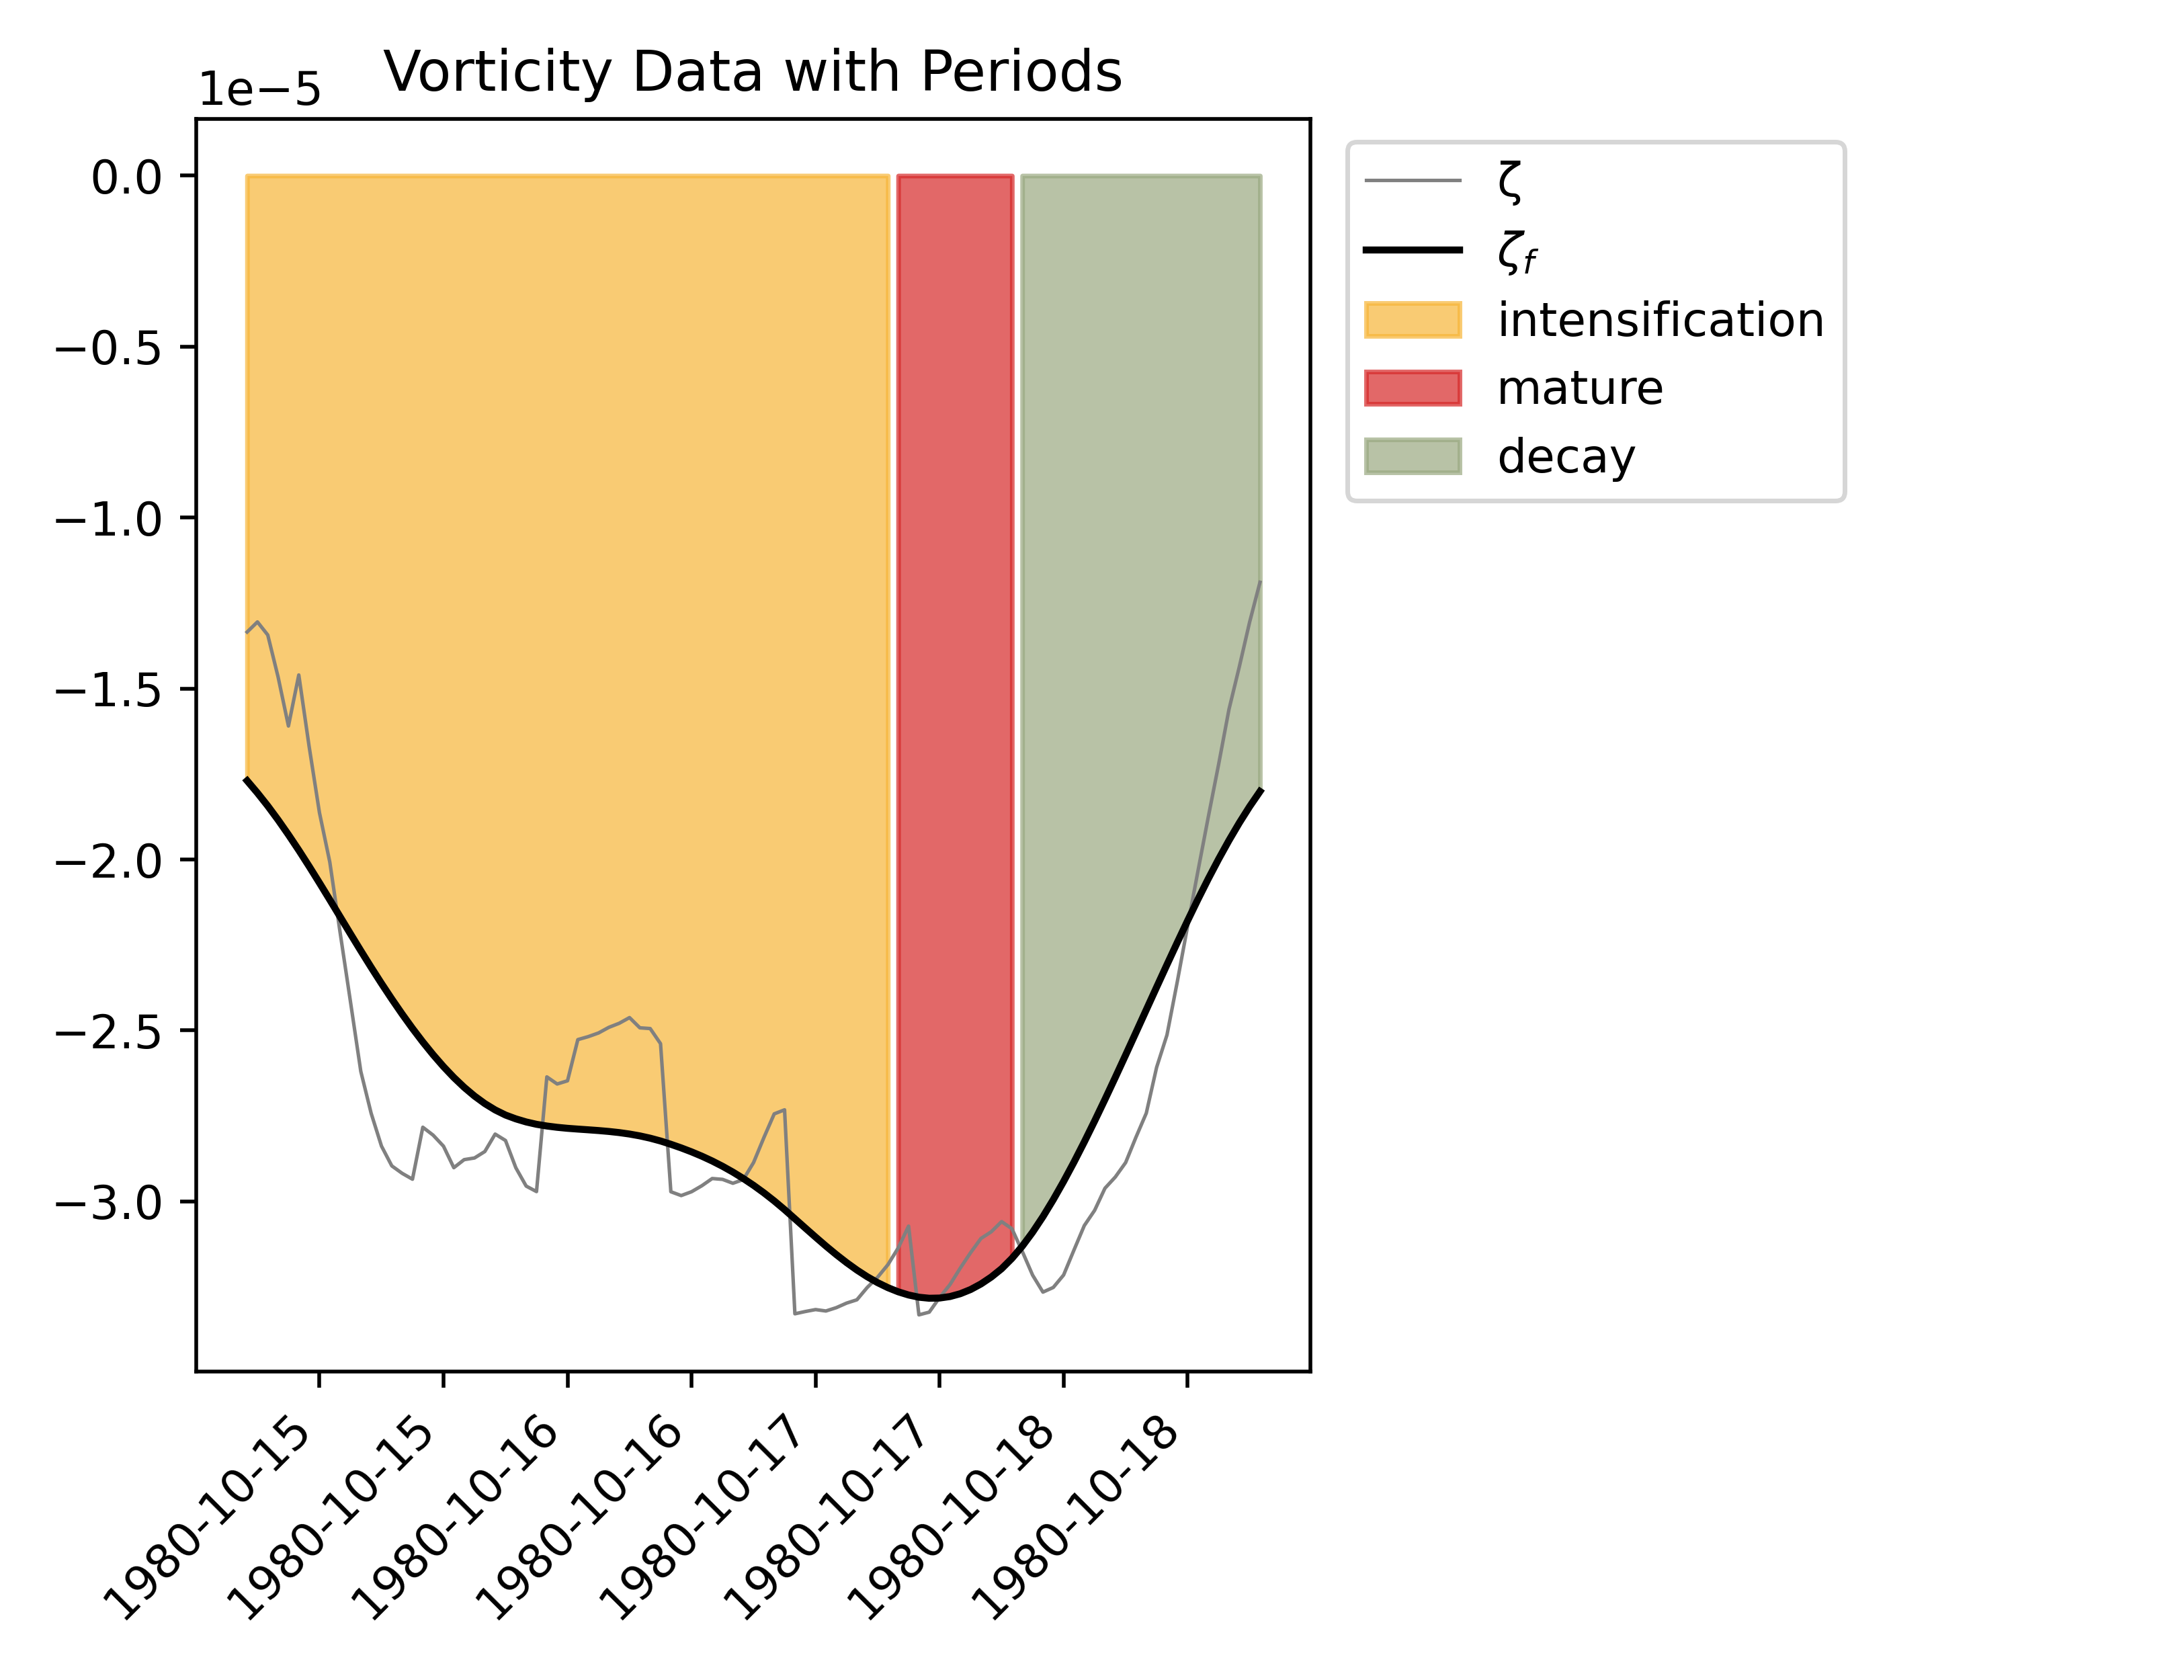 Vorticity Data with Periods
1e−5
0.0
−0.5
−1.0
−1.5
−2.0
−2.5
−3.0
1980-10-15
1980-10-15
1980-10-16
1980-10-16
1980-10-17
1980-10-17
1980-10-18
1980-10-18
ζ
ζf
intensification
mature
decay